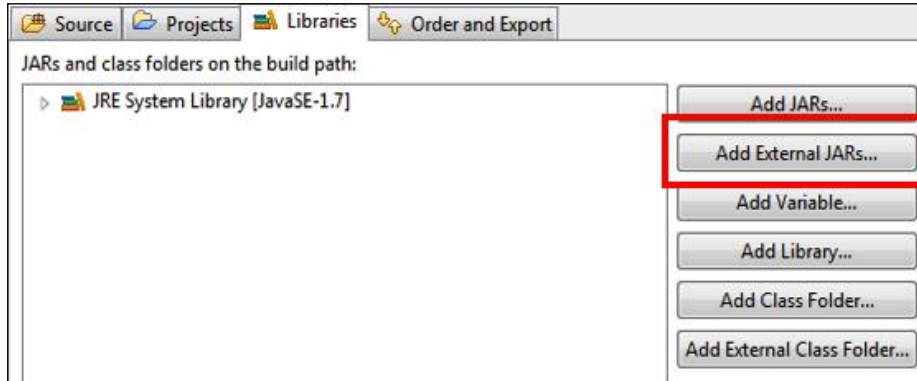 Source Projects Libraries Order and Export
JARs and class folders on the build path:
JRE System Library [JavaSE-1.7]
Add JARs...
Add External JARs...
Add Variable...
Add Library...
Add Class Folder...
Add External Class Folder...